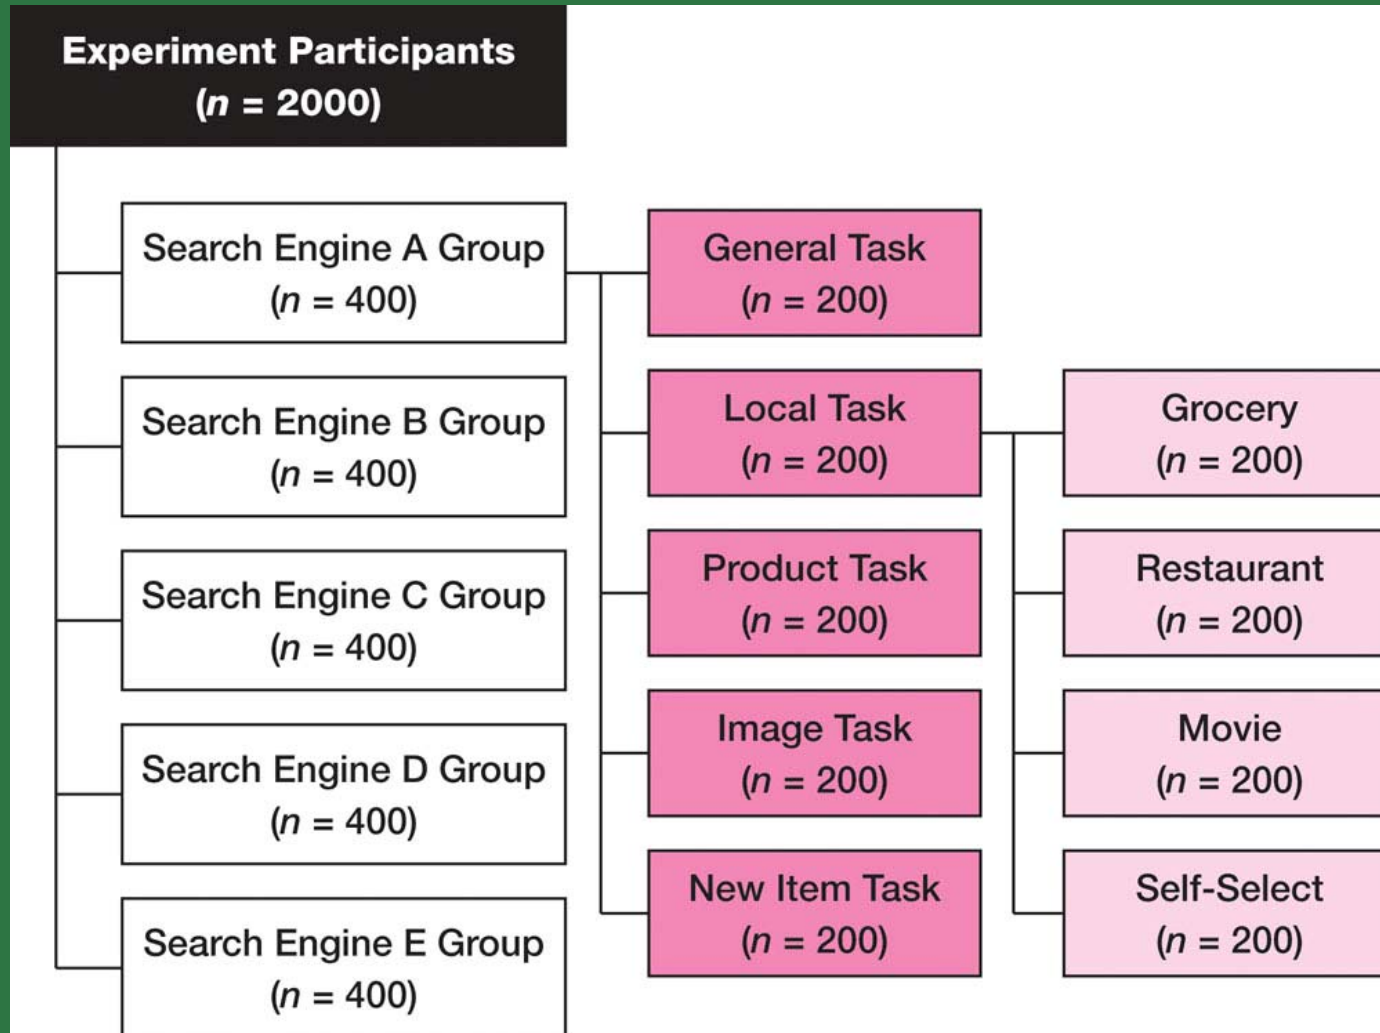 Experiment Participants
(n = 2000)
Search Engine A Group
(n = 400)
General Task
(n = 200)
Local Task
(n = 200)
Grocery
(n = 200)
Search Engine B Group
(n = 400)
Product Task
(n = 200)
Restaurant
(n = 200)
Search Engine C Group
(n = 400)
Image Task
(n = 200)
Movie
(n = 200)
Search Engine D Group
(n = 400)
New Item Task
(n = 200)
Self-Select
(n = 200)
Search Engine E Group
(n = 400)